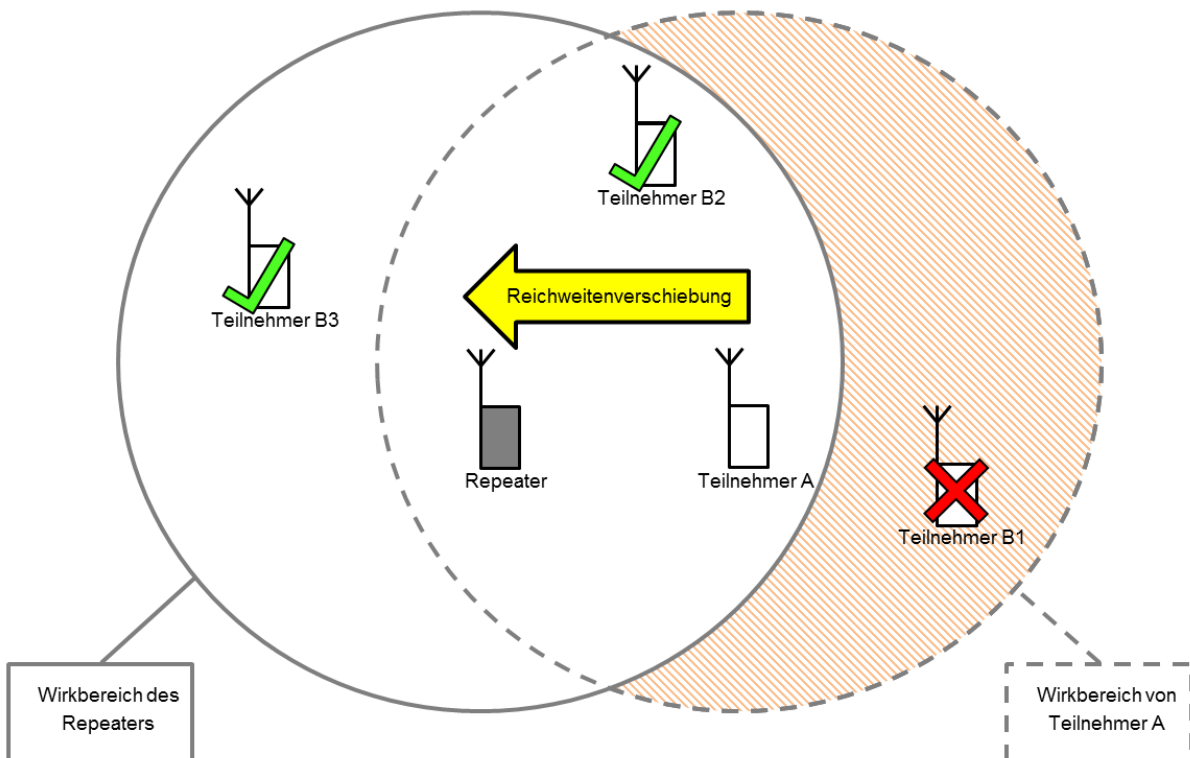 Teilnehmer B2
Reichweitenverschiebung
Teilnehmer B3
Repeater
Teilnehmer A
Teilnehmer B1
Wirkbereich des
Repeaters
Wirkbereich von
Teilnehmer A